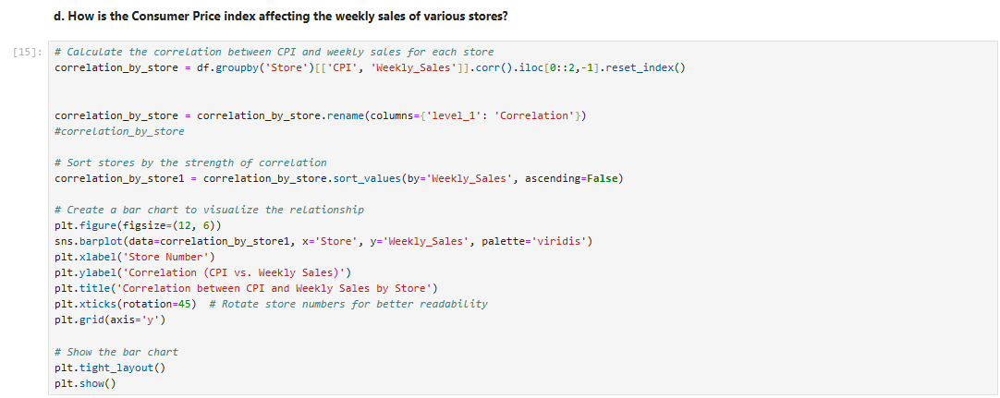 d. How is the Consumer Price index affecting the weekly sales of various stores?
[15]: # Calculate the correlation between CPI and weekly sales for each store
correlation_by_store = df.groupby('Store')[['CPI', 'Weekly_Sales']].corr().iloc[0::2,-1].reset_index()
correlation_by_store = correlation_by_store.rename(columns={'level_1': 'Correlation'})
#correlation_by_store
# Sort stores by the strength of correlation
correlation_by_store1 = correlation_by_store.sort_values(by='Weekly_Sales', ascending=False)
# Create a bar chart to visualize the relationship
plt.figure(figsize=(12, 6))
sns.barplot(data=correlation_by_store1, x='Store', y='Weekly_Sales', palette='viridis')
plt.xlabel('Store Number')
plt.ylabel('Correlation (CPI vs. Weekly Sales)')
plt.title('Correlation between CPI and Weekly Sales by Store')
plt.xticks(rotation=45)  # Rotate store numbers for better readability
plt.grid(axis='y')
# Show the bar chart
plt.tight_layout()
plt.show()